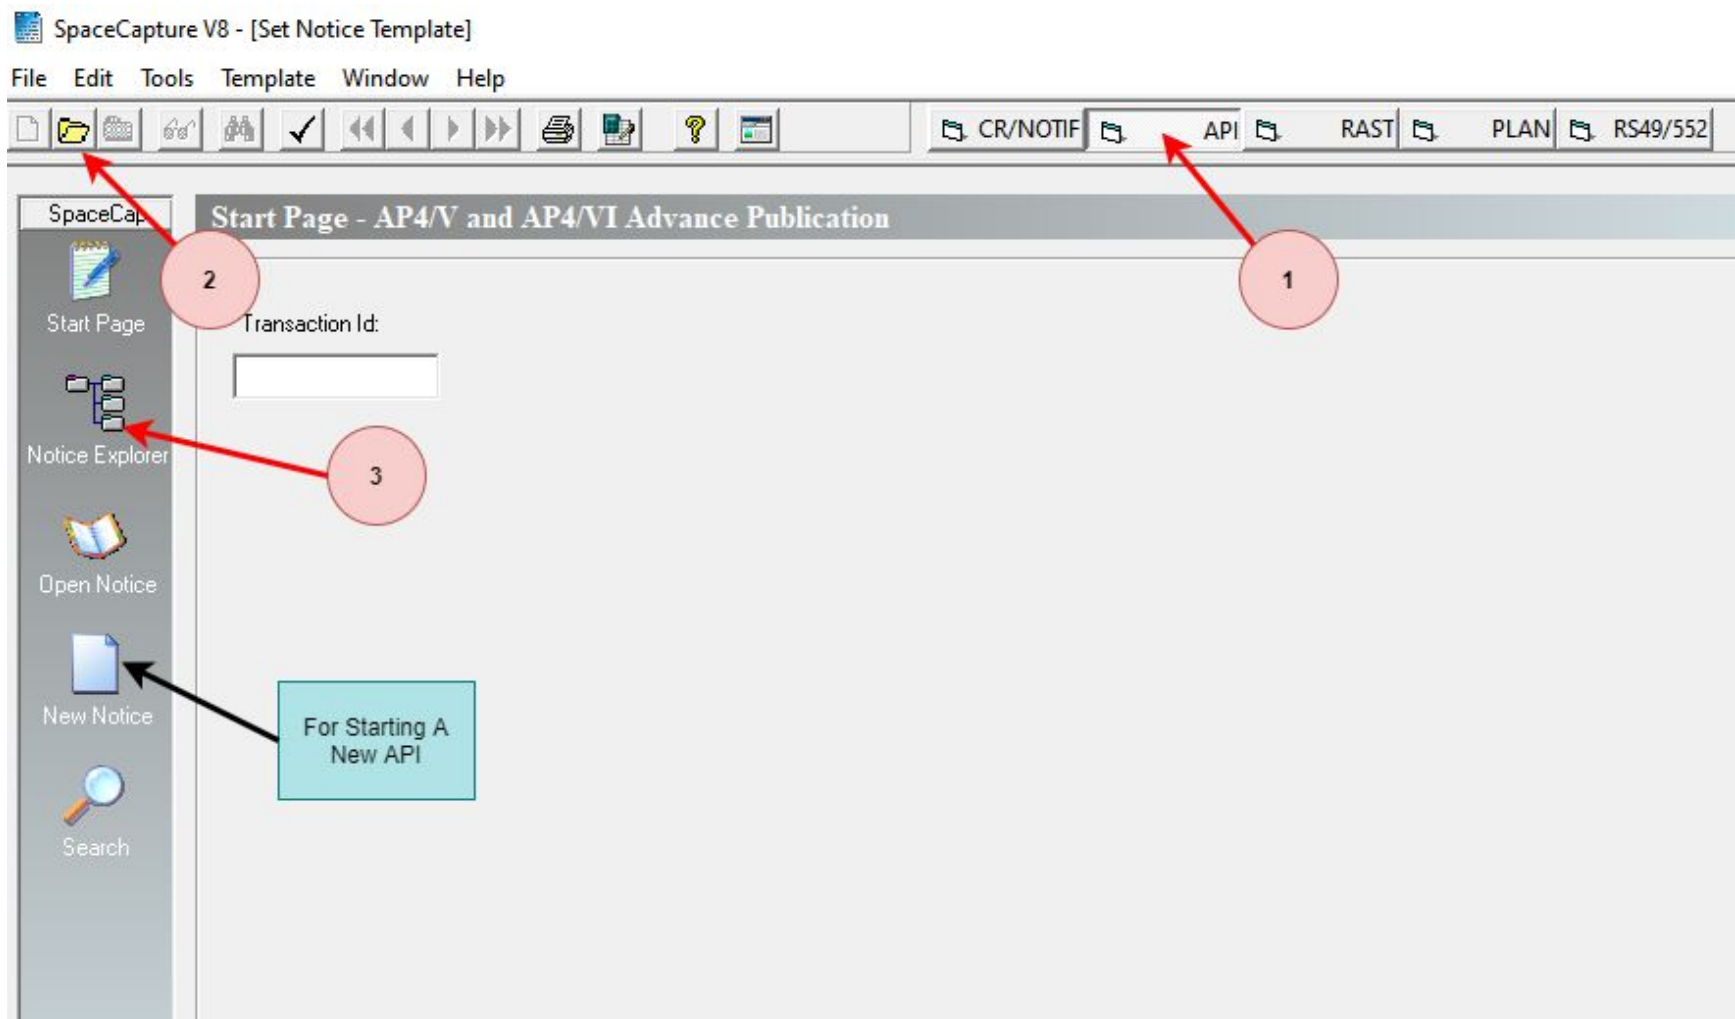 SpaceCapture V8 - [Set Notice Template]
File Edit Tools Template Window Help
CR/NOTIF API RAST PLAN RS49/552
SpaceCap
Start Page - AP4/V and AP4/VI Advance Publication
2
1
Start Page
Transaction Id:
Notice Explorer
3
Open Notice
New Notice
For Starting A
New API
Search